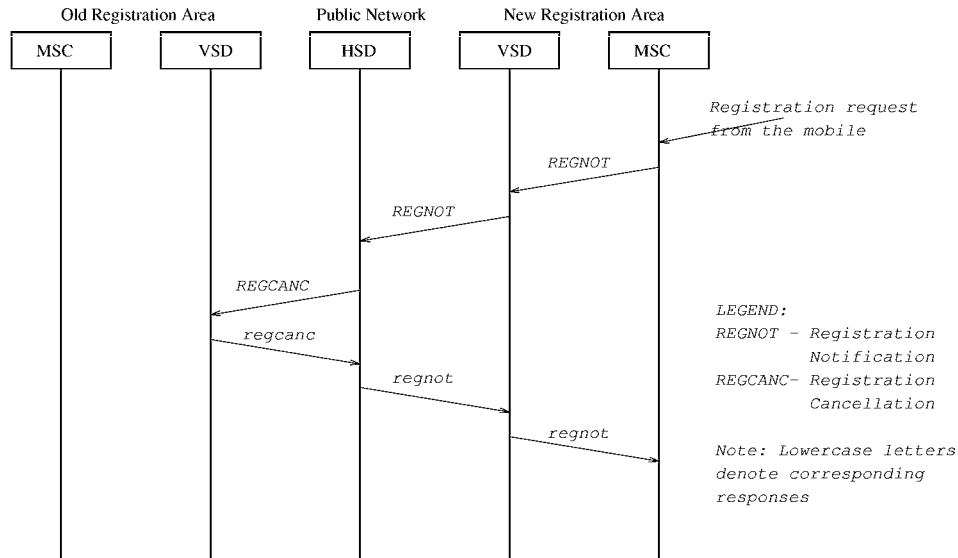 Old Registration Area
Public Network
New Registration Area
MSC
VSD
HSD
VSD
MSC
Registration request
from the mobile
REGNOT
REGNOT
REGCANC
regcanc
regnot
regnot
LEGEND:
REGNOT - Registration
Notification
REGCANC- Registration
Cancellation
Note: Lowercase letters
denote corresponding
responses